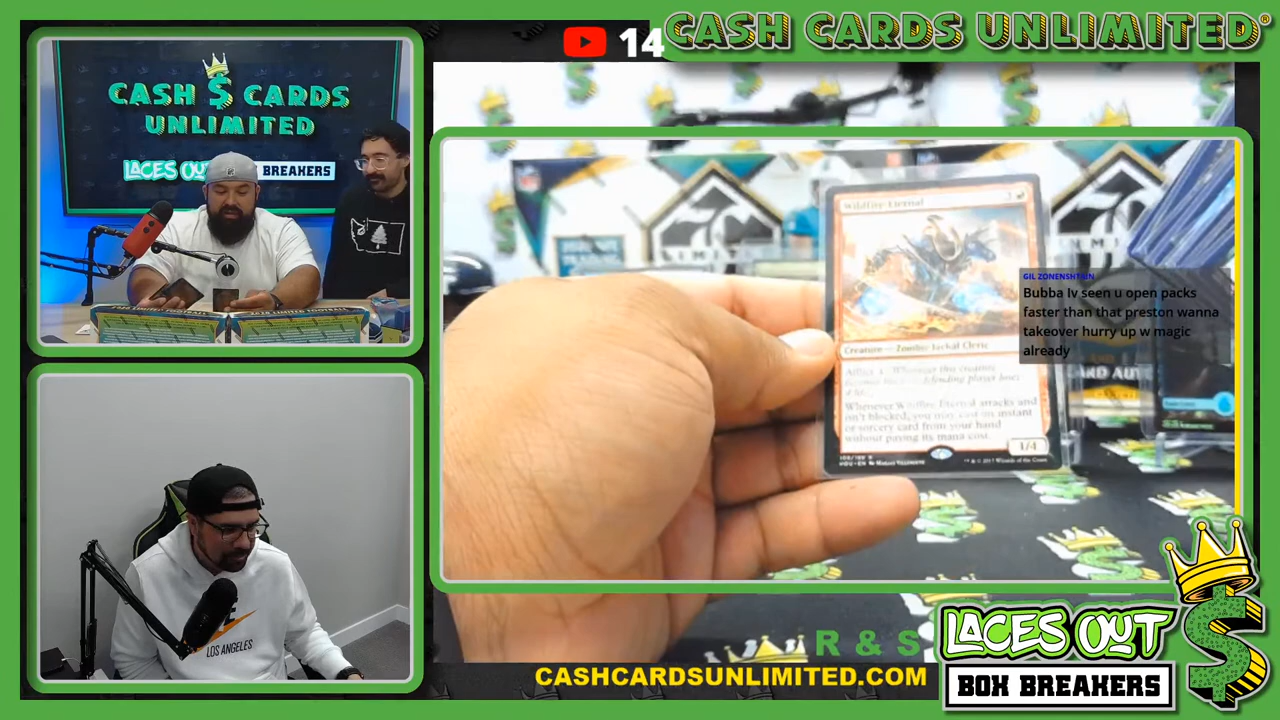 CASH CARDS UNLIMITED®
14
CASH $ CARDS
UNLIMITED
LACES OUT
BREAKERS
NFL
Wildfire Eternal
3
Creature — Zombie Jackal Cleric
Whenever Wildfire Eternal attacks and
isn't blocked, you may cast an instant
or sorcery card from your hand
without paying its mana cost.
1/4
GIL ZONENSHTAIN
Bubba Iv seen u open packs
faster than that preston wanna
takeover hurry up w magic
already
LOS ANGELES
R & S
CASHCARDSUNLIMITED.COM
LACES OUT
BOX BREAKERS